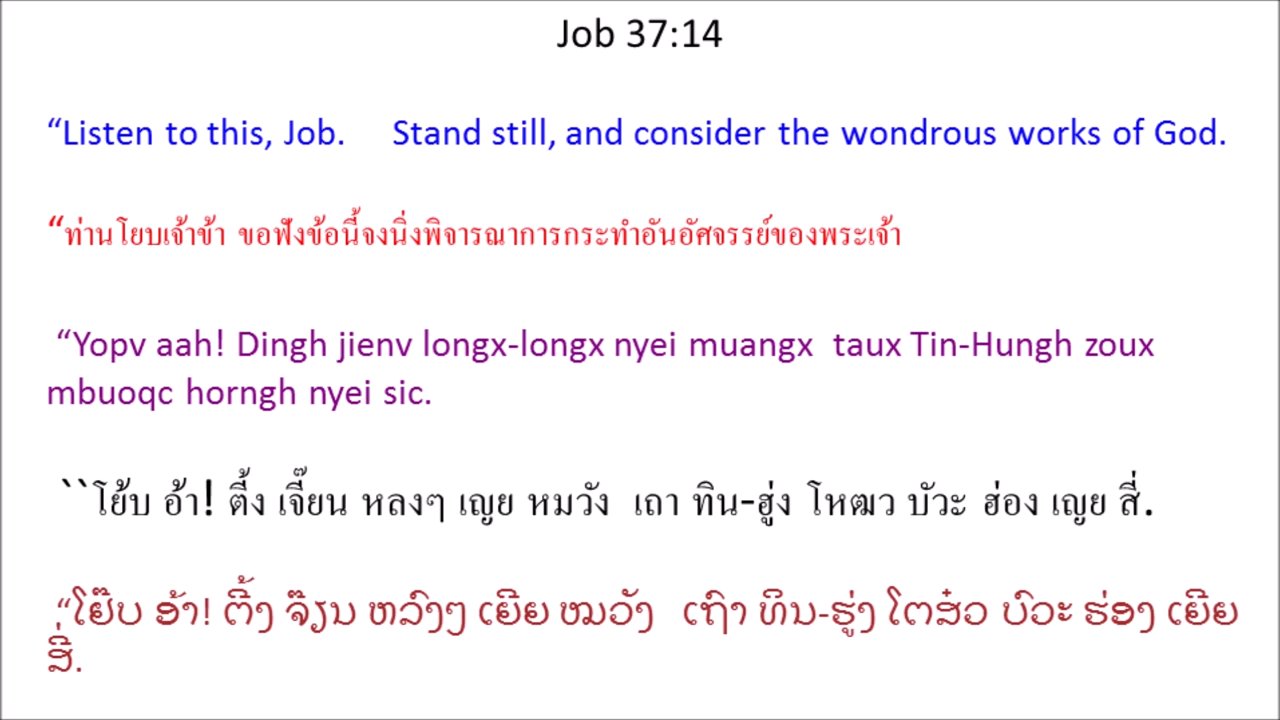 Job 37:14
“Listen to this, Job. Stand still, and consider the wondrous works of God.
“ท่านโยบเจ้าข้า ขอฟังข้อนี้จงนิ่งพิจารณาการกระทำอันอัศจรรย์ของพระเจ้า
“Yopv aah! Dingh jienv longx-longx nyei muangx taux Tin-Hungh zoux
mbuoqc horngh nyei sic.
``โย้บ อ้า! ตี้ง เจี๊ยน หลงๆ เญย หมวัง เถา ทิน-ฮู่ง โหฒว บัวะ ฮ่อง เญย สี่.
“ໂຢ໊ບ ອ້າ! ຕີ້ງ ຈ໊ຽນ ຫລົງໆ ເຍີຍ ໝວັງ ເຖົາ ທິນ-ຮູ່ງ ໂຕສ໋ວ ບົວະ ຮ່ອງ ເຍີຍ
ສີ່.